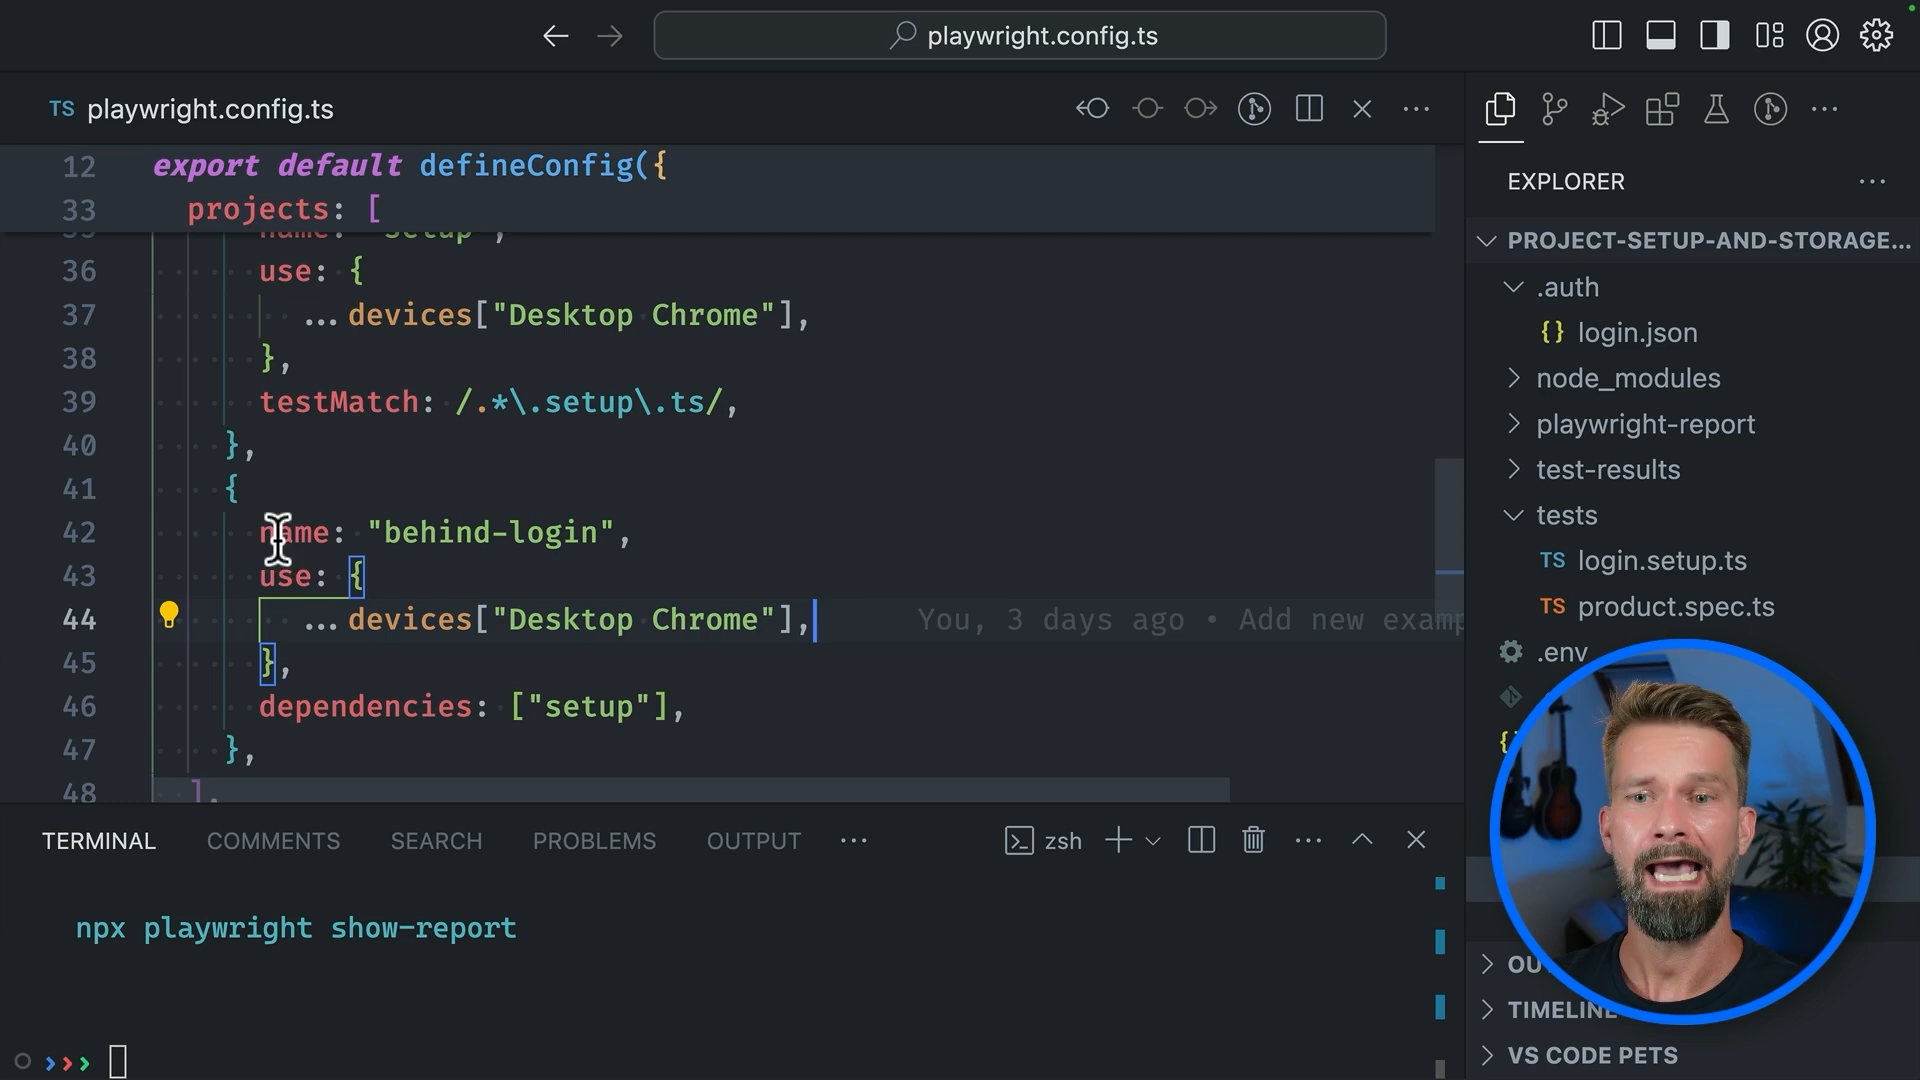 playwright.config.ts
TS playwright.config.ts
12 export default defineConfig({
33 projects: [
name: "setup",
36 use: {
37 ...devices["Desktop Chrome"],
38 },
39 testMatch: /.*\.setup\.ts/,
40 },
41 {
42 name: "behind-login",
43 use: {
44 ...devices["Desktop Chrome"], You, 3 days ago • Add new examp
45 },
46 dependencies: ["setup"],
47 },
48 ],
TERMINAL COMMENTS SEARCH PROBLEMS OUTPUT ... zsh
npx playwright show-report
EXPLORER
PROJECT-SETUP-AND-STORAGE...
.auth
{} login.json
node_modules
playwright-report
test-results
tests
TS login.setup.ts
TS product.spec.ts
.env
TIMELINE
VS CODE PETS